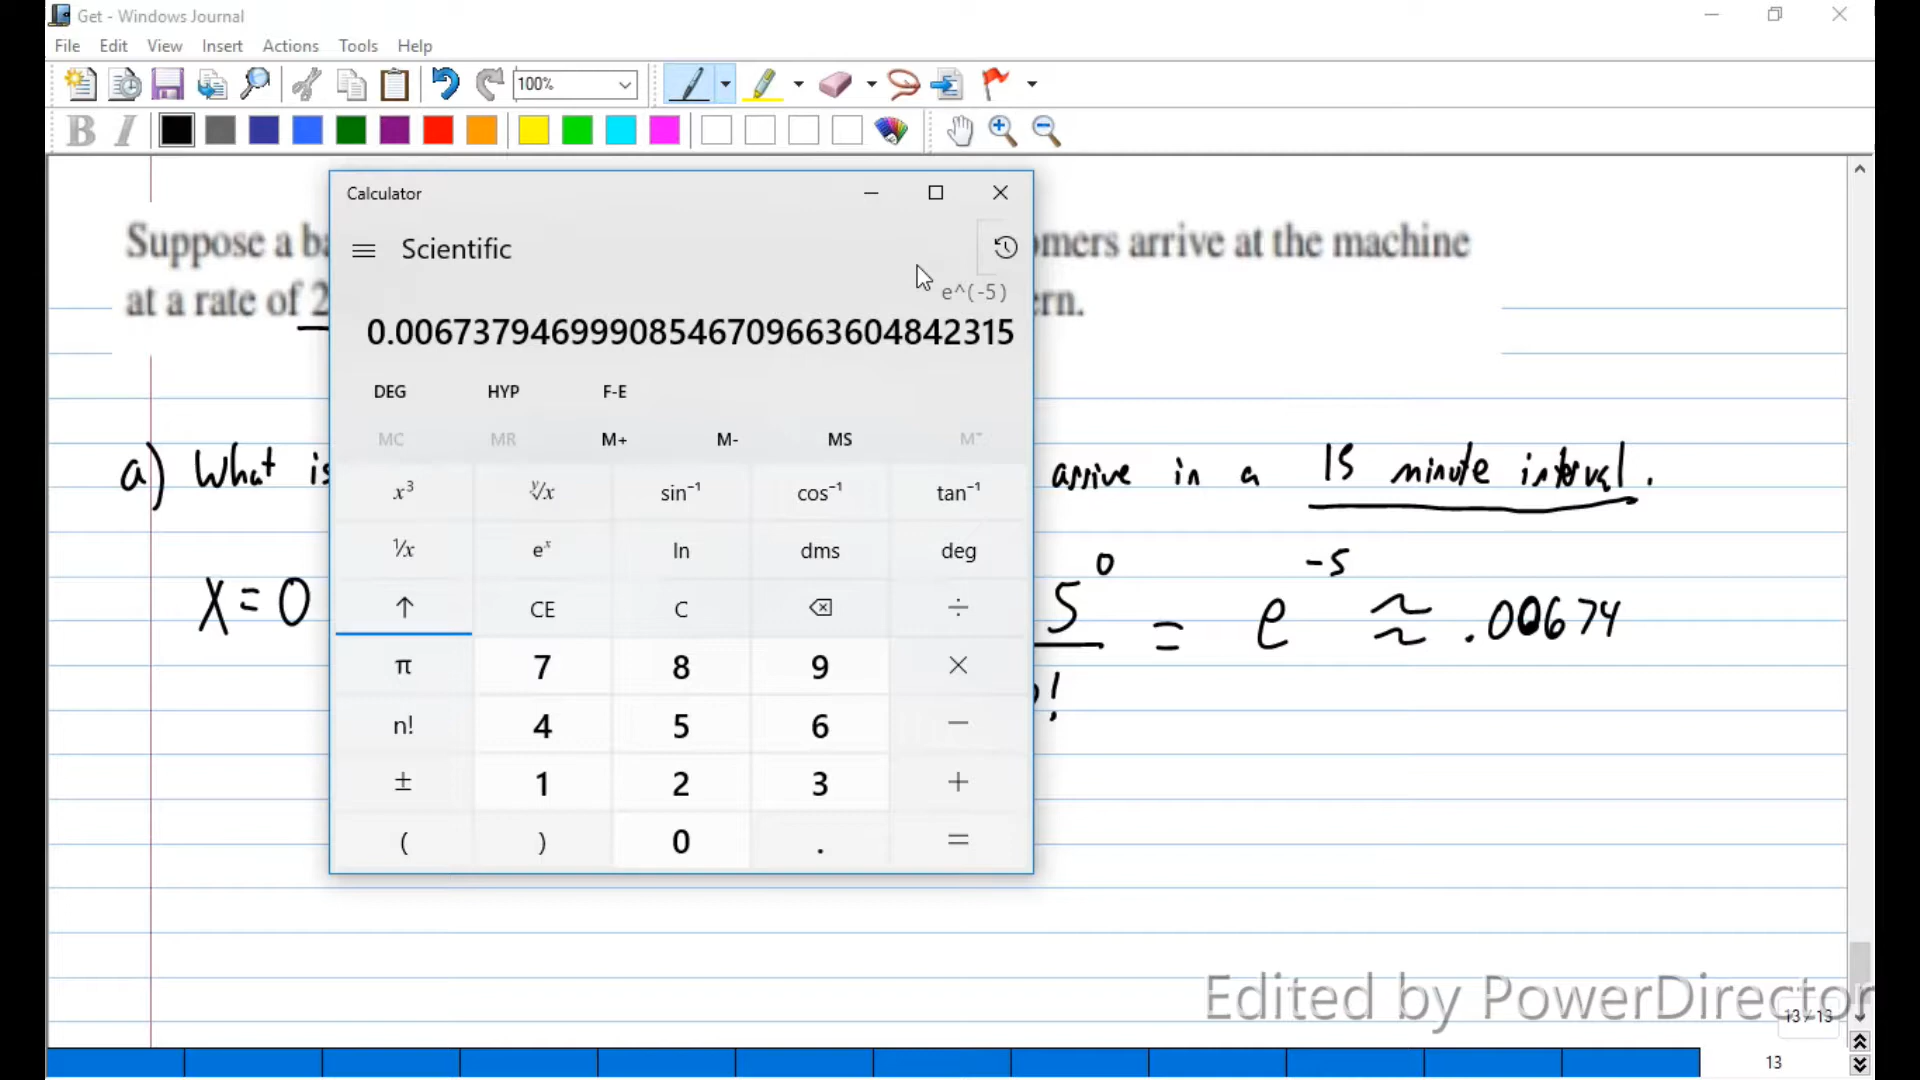 Get - Windows Journal
File Edit View Insert Actions Tools Help
100%
B I
Calculator
Scientific
e^(-5)
0.00673794699908546709663604842315
DEG HYP F-E
MC MR M+ M- MS M˅
x³ ʸ√x sin⁻¹ cos⁻¹ tan⁻¹
¹/x eˣ ln dms deg
↑ CE C ⌫ ÷
π 7 8 9 ×
n! 4 5 6 −
± 1 2 3 +
( ) 0 . =
Suppose a omers arrive at the machine
at a rate of 2 ern.
a) What is arrive in a 15 minute interval.
X = 0 5⁰ = e⁻⁵ ≈ .00674
!
Edited by PowerDirector
13 / 13
13